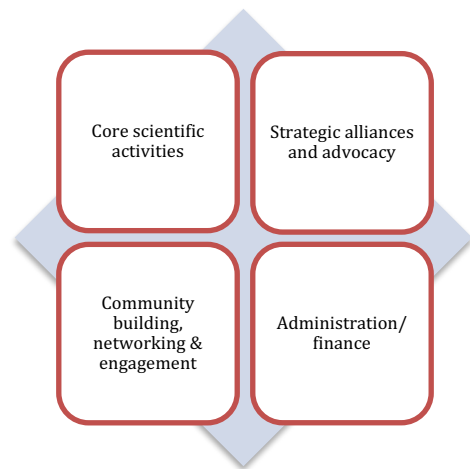 Core scientific
activities
Strategic alliances
and advocacy
Community
building,
networking &
engagement
Administration/
finance